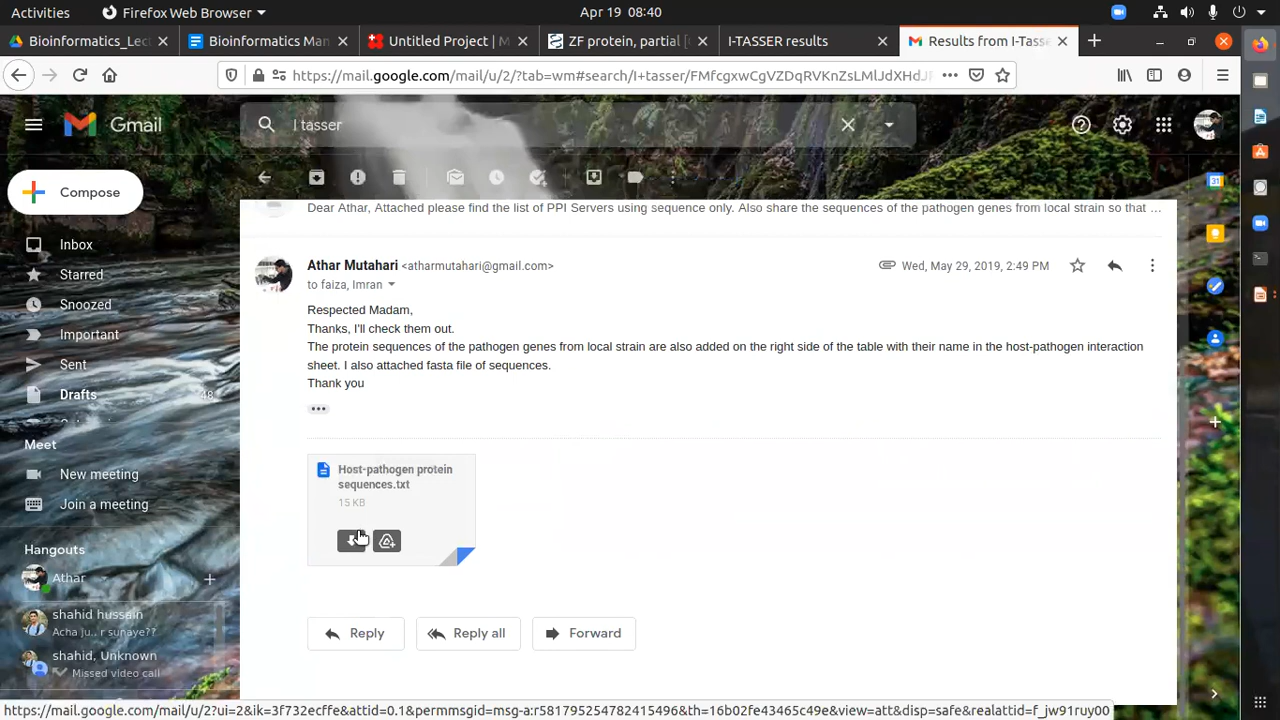 Activities
Firefox Web Browser
Apr 19 08:40
Bioinformatics_Lec
Bioinformatics Man
Untitled Project | M
ZF protein, partial [
I-TASSER results
Results from I-Tasse
https://mail.google.com/mail/u/2/?tab=wm#search/I+tasser/FMfcgxwCgVZDqRVKnZsLMlJdXHdJ
Gmail
I tasser
Compose
Dear Athar, Attached please find the list of PPI Servers using sequence only. Also share the sequences of the pathogen genes from local strain so that ...
Inbox
Starred
Snoozed
Important
Sent
Drafts 48
Athar Mutahari <atharmutahari@gmail.com>
Wed, May 29, 2019, 2:49 PM
to faiza, Imran
Respected Madam,
Thanks, I'll check them out.
The protein sequences of the pathogen genes from local strain are also added on the right side of the table with their name in the host-pathogen interaction
sheet. I also attached fasta file of sequences.
Thank you
Meet
New meeting
Join a meeting
Hangouts
Athar
shahid hussain
Acha ju.. r sunaye??
shahid, Unknown
Missed video call
Host-pathogen protein
sequences.txt
15 KB
Reply
Reply all
Forward
31
https://mail.google.com/mail/u/2?ui=2&ik=3f732ecffe&attid=0.1&permmsgid=msg-a:r581795254782415496&th=16b02fe43465c49e&view=att&disp=safe&realattid=f_jw91ruy00